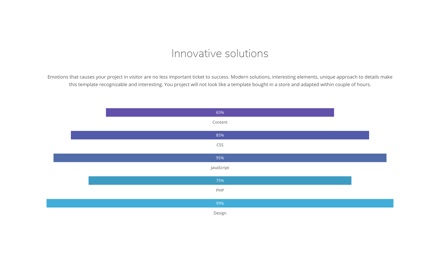 Innovative solutions
Emotions that causes your project in visitor are no less important ticket to success. Modern solutions, interesting elements, unique approach to details make
this template recognizable and interesting. You project will not look like a template bought in a store and adapted within couple of hours.
65%
Content
85%
CSS
95%
JavaScript
75%
PHP
99%
Design